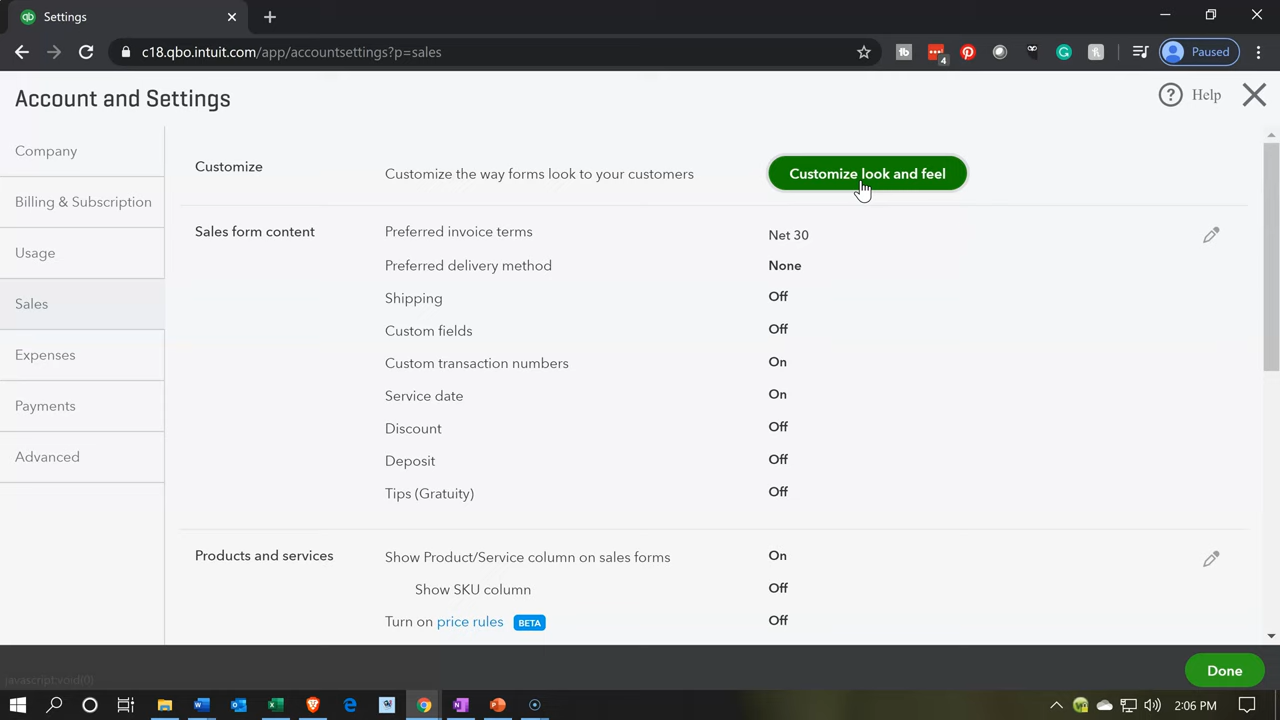 Settings
c18.qbo.intuit.com/app/accountsettings?p=sales
4
Paused
Account and Settings
Help
Company
Billing & Subscription
Usage
Sales
Expenses
Payments
Advanced
Customize
Customize the way forms look to your customers
Customize look and feel
Sales form content
Preferred invoice terms
Net 30
Preferred delivery method
None
Shipping
Off
Custom fields
Off
Custom transaction numbers
On
Service date
On
Discount
Off
Deposit
Off
Tips (Gratuity)
Off
Products and services
Show Product/Service column on sales forms
On
Show SKU column
Off
Turn on price rules BETA
Off
Done
javascript:void(0)
2:06 PM